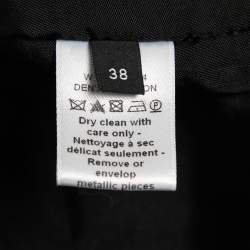 38
Dry clean with
care only -
Nettoyage à sec
délicat seulement -
Remove or
envelop
metallic pieces